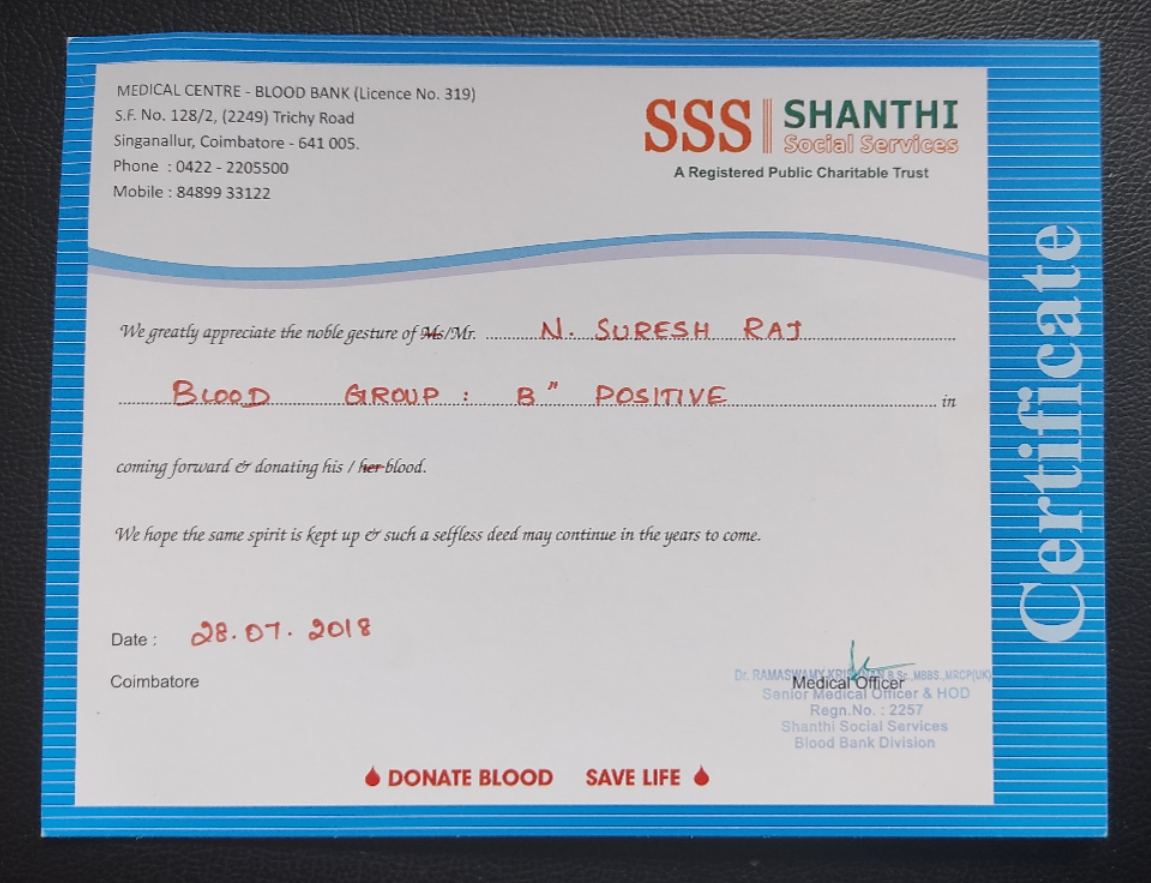 MEDICAL CENTRE - BLOOD BANK (Licence No. 319)
S.F. No. 128/2, (2249) Trichy Road
Singanallur, Coimbatore - 641 005.
Phone : 0422 - 2205500
Mobile : 84899 33122
SSS SHANTHI
Social Services
A Registered Public Charitable Trust
Certificate
We greatly appreciate the noble gesture of Ms/Mr. N. SURESH RAJ
BLOOD GROUP : B" POSITIVE in
coming forward & donating his / her blood.
We hope the same spirit is kept up & such a selfless deed may continue in the years to come.
Date : 28.07.2018
Coimbatore
Dr. RAMASWAMY KRISHNAN B.Sc.,MBBS.,MRCP(UK)
Medical Officer
Senior Medical Officer & HOD
Regn.No. : 2257
Shanthi Social Services
Blood Bank Division
DONATE BLOOD SAVE LIFE